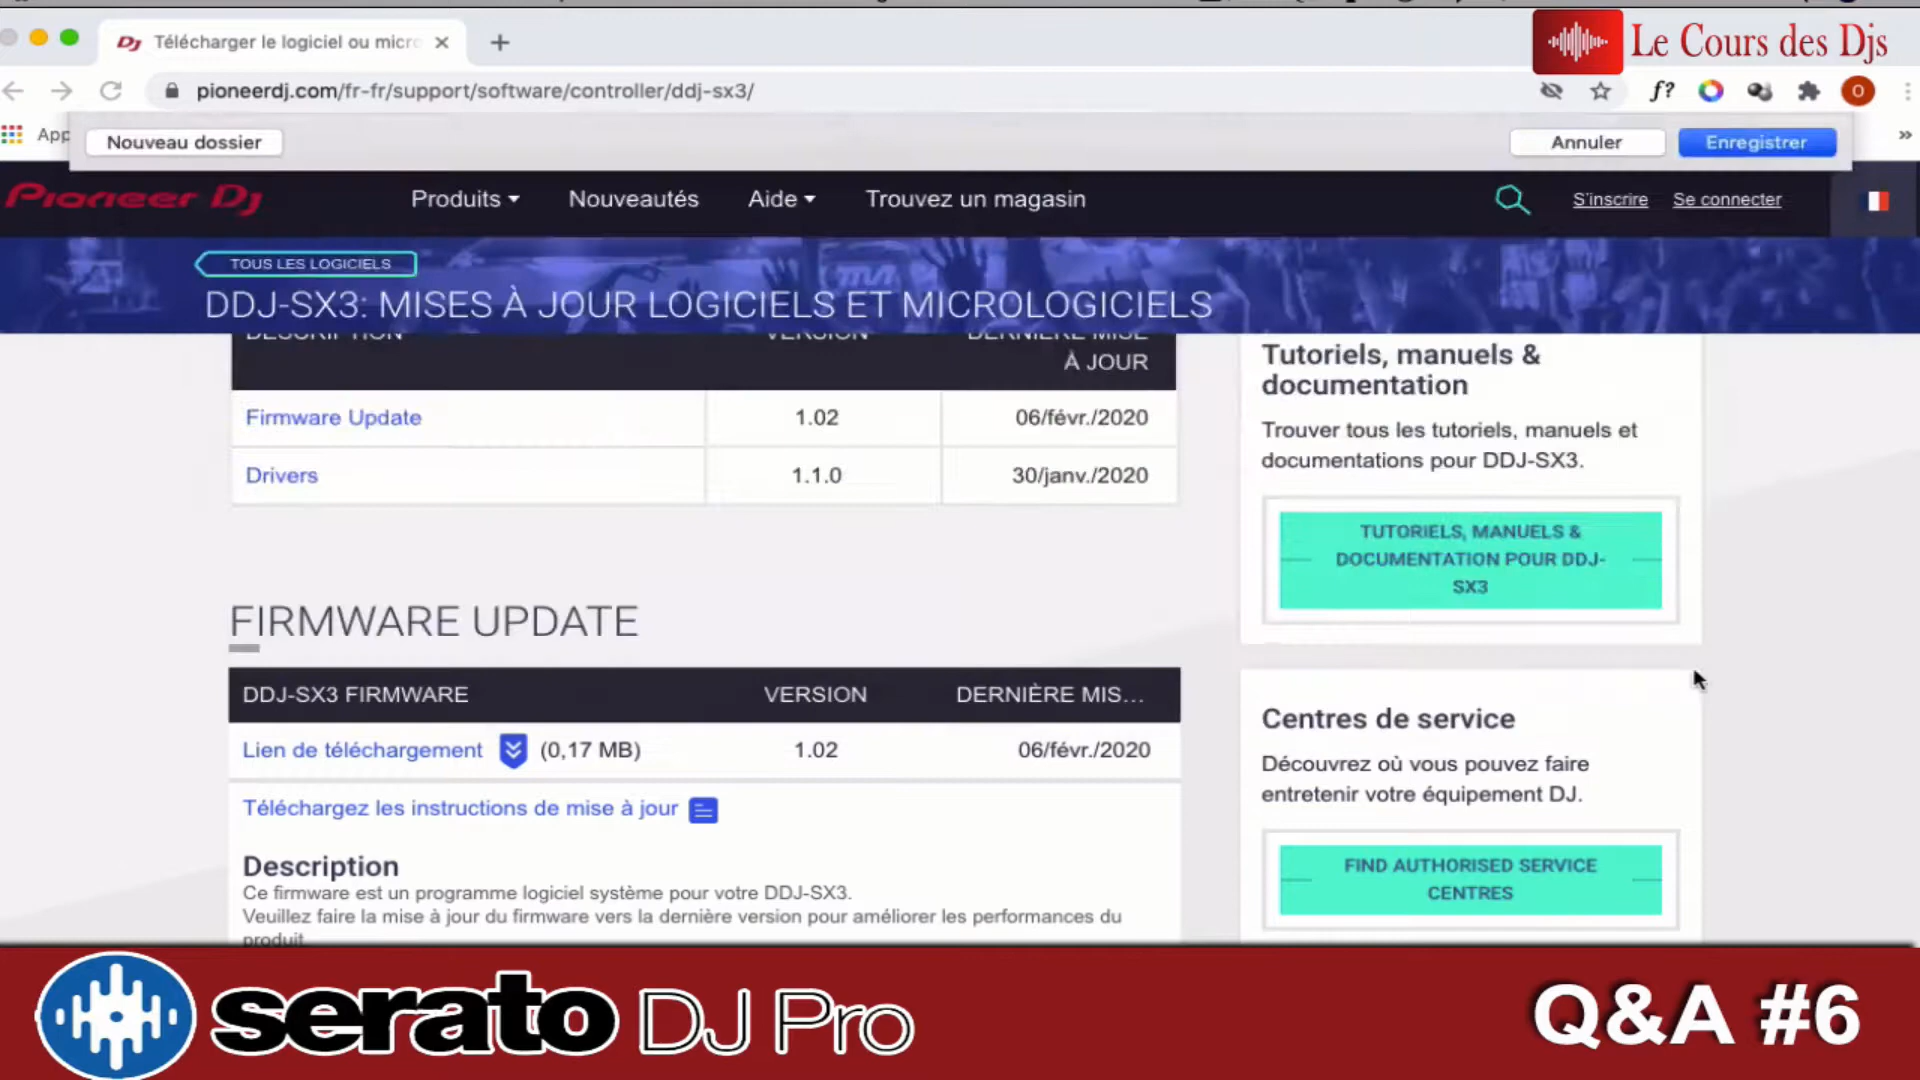 Télécharger le logiciel ou micro
Le Cours des Djs
pioneerdj.com/fr-fr/support/software/controller/ddj-sx3/
f?
O
App
Nouveau dossier
Annuler
Enregistrer
»
Pioneer Dj
Produits
Nouveautés
Aide
Trouvez un magasin
S'inscrire
Se connecter
TOUS LES LOGICIELS
DDJ-SX3: MISES À JOUR LOGICIELS ET MICROLOGICIELS
DESCRIPTION VERSION DERNIÈRE MISE
À JOUR
Firmware Update 1.02 06/févr./2020
Drivers 1.1.0 30/janv./2020
Tutoriels, manuels &
documentation
Trouver tous les tutoriels, manuels et
documentations pour DDJ-SX3.
TUTORIELS, MANUELS &
DOCUMENTATION POUR DDJ-
SX3
FIRMWARE UPDATE
DDJ-SX3 FIRMWARE VERSION DERNIÈRE MIS...
Lien de téléchargement (0,17 MB) 1.02 06/févr./2020
Téléchargez les instructions de mise à jour
Description
Ce firmware est un programme logiciel système pour votre DDJ-SX3.
Veuillez faire la mise à jour du firmware vers la dernière version pour améliorer les performances du
produit
Centres de service
Découvrez où vous pouvez faire
entretenir votre équipement DJ.
FIND AUTHORISED SERVICE
CENTRES
serato DJ Pro
Q&A #6